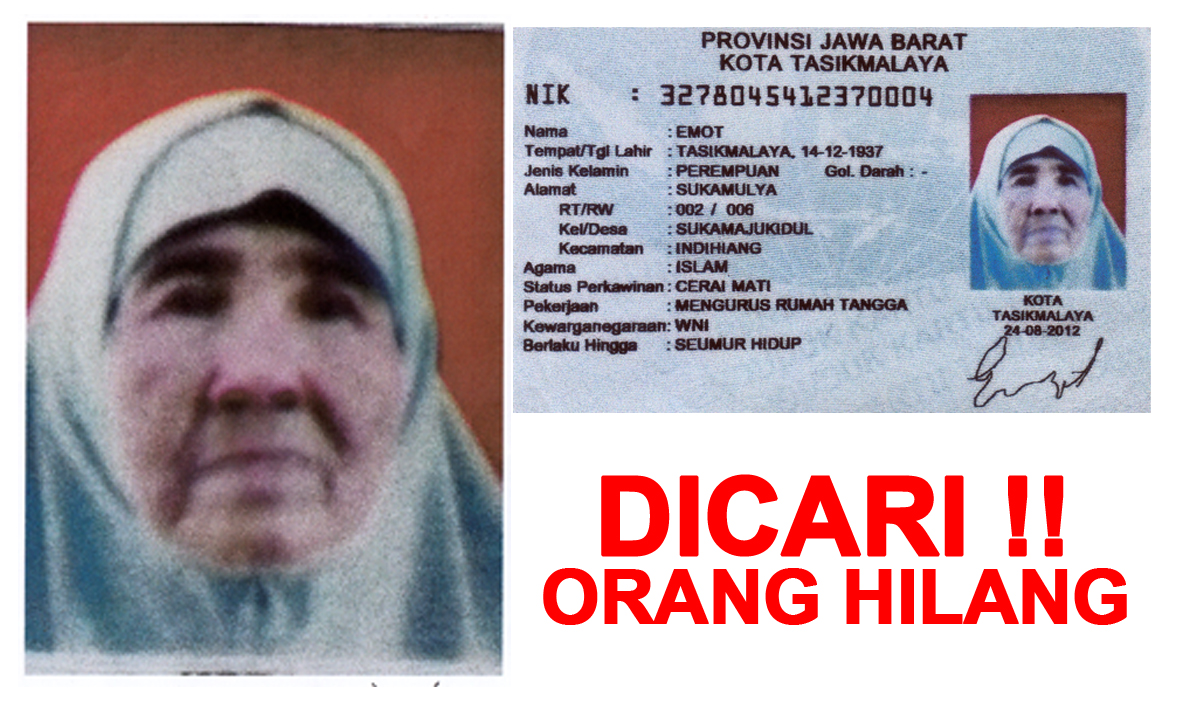 PROVINSI JAWA BARAT
KOTA TASIKMALAYA
NIK : 3278045412370004
Nama : EMOT
Tempat/Tgl Lahir : TASIKMALAYA, 14-12-1937
Jenis Kelamin : PEREMPUAN Gol. Darah : -
Alamat : SUKAMULYA
RT/RW : 002 / 006
Kel/Desa : SUKAMAJUKIDUL
Kecamatan : INDIHIANG
Agama : ISLAM
Status Perkawinan : CERAI MATI
Pekerjaan : MENGURUS RUMAH TANGGA
Kewarganegaraan: WNI
Berlaku Hingga : SEUMUR HIDUP
KOTA
TASIKMALAYA
24-08-2012
DICARI !!
ORANG HILANG